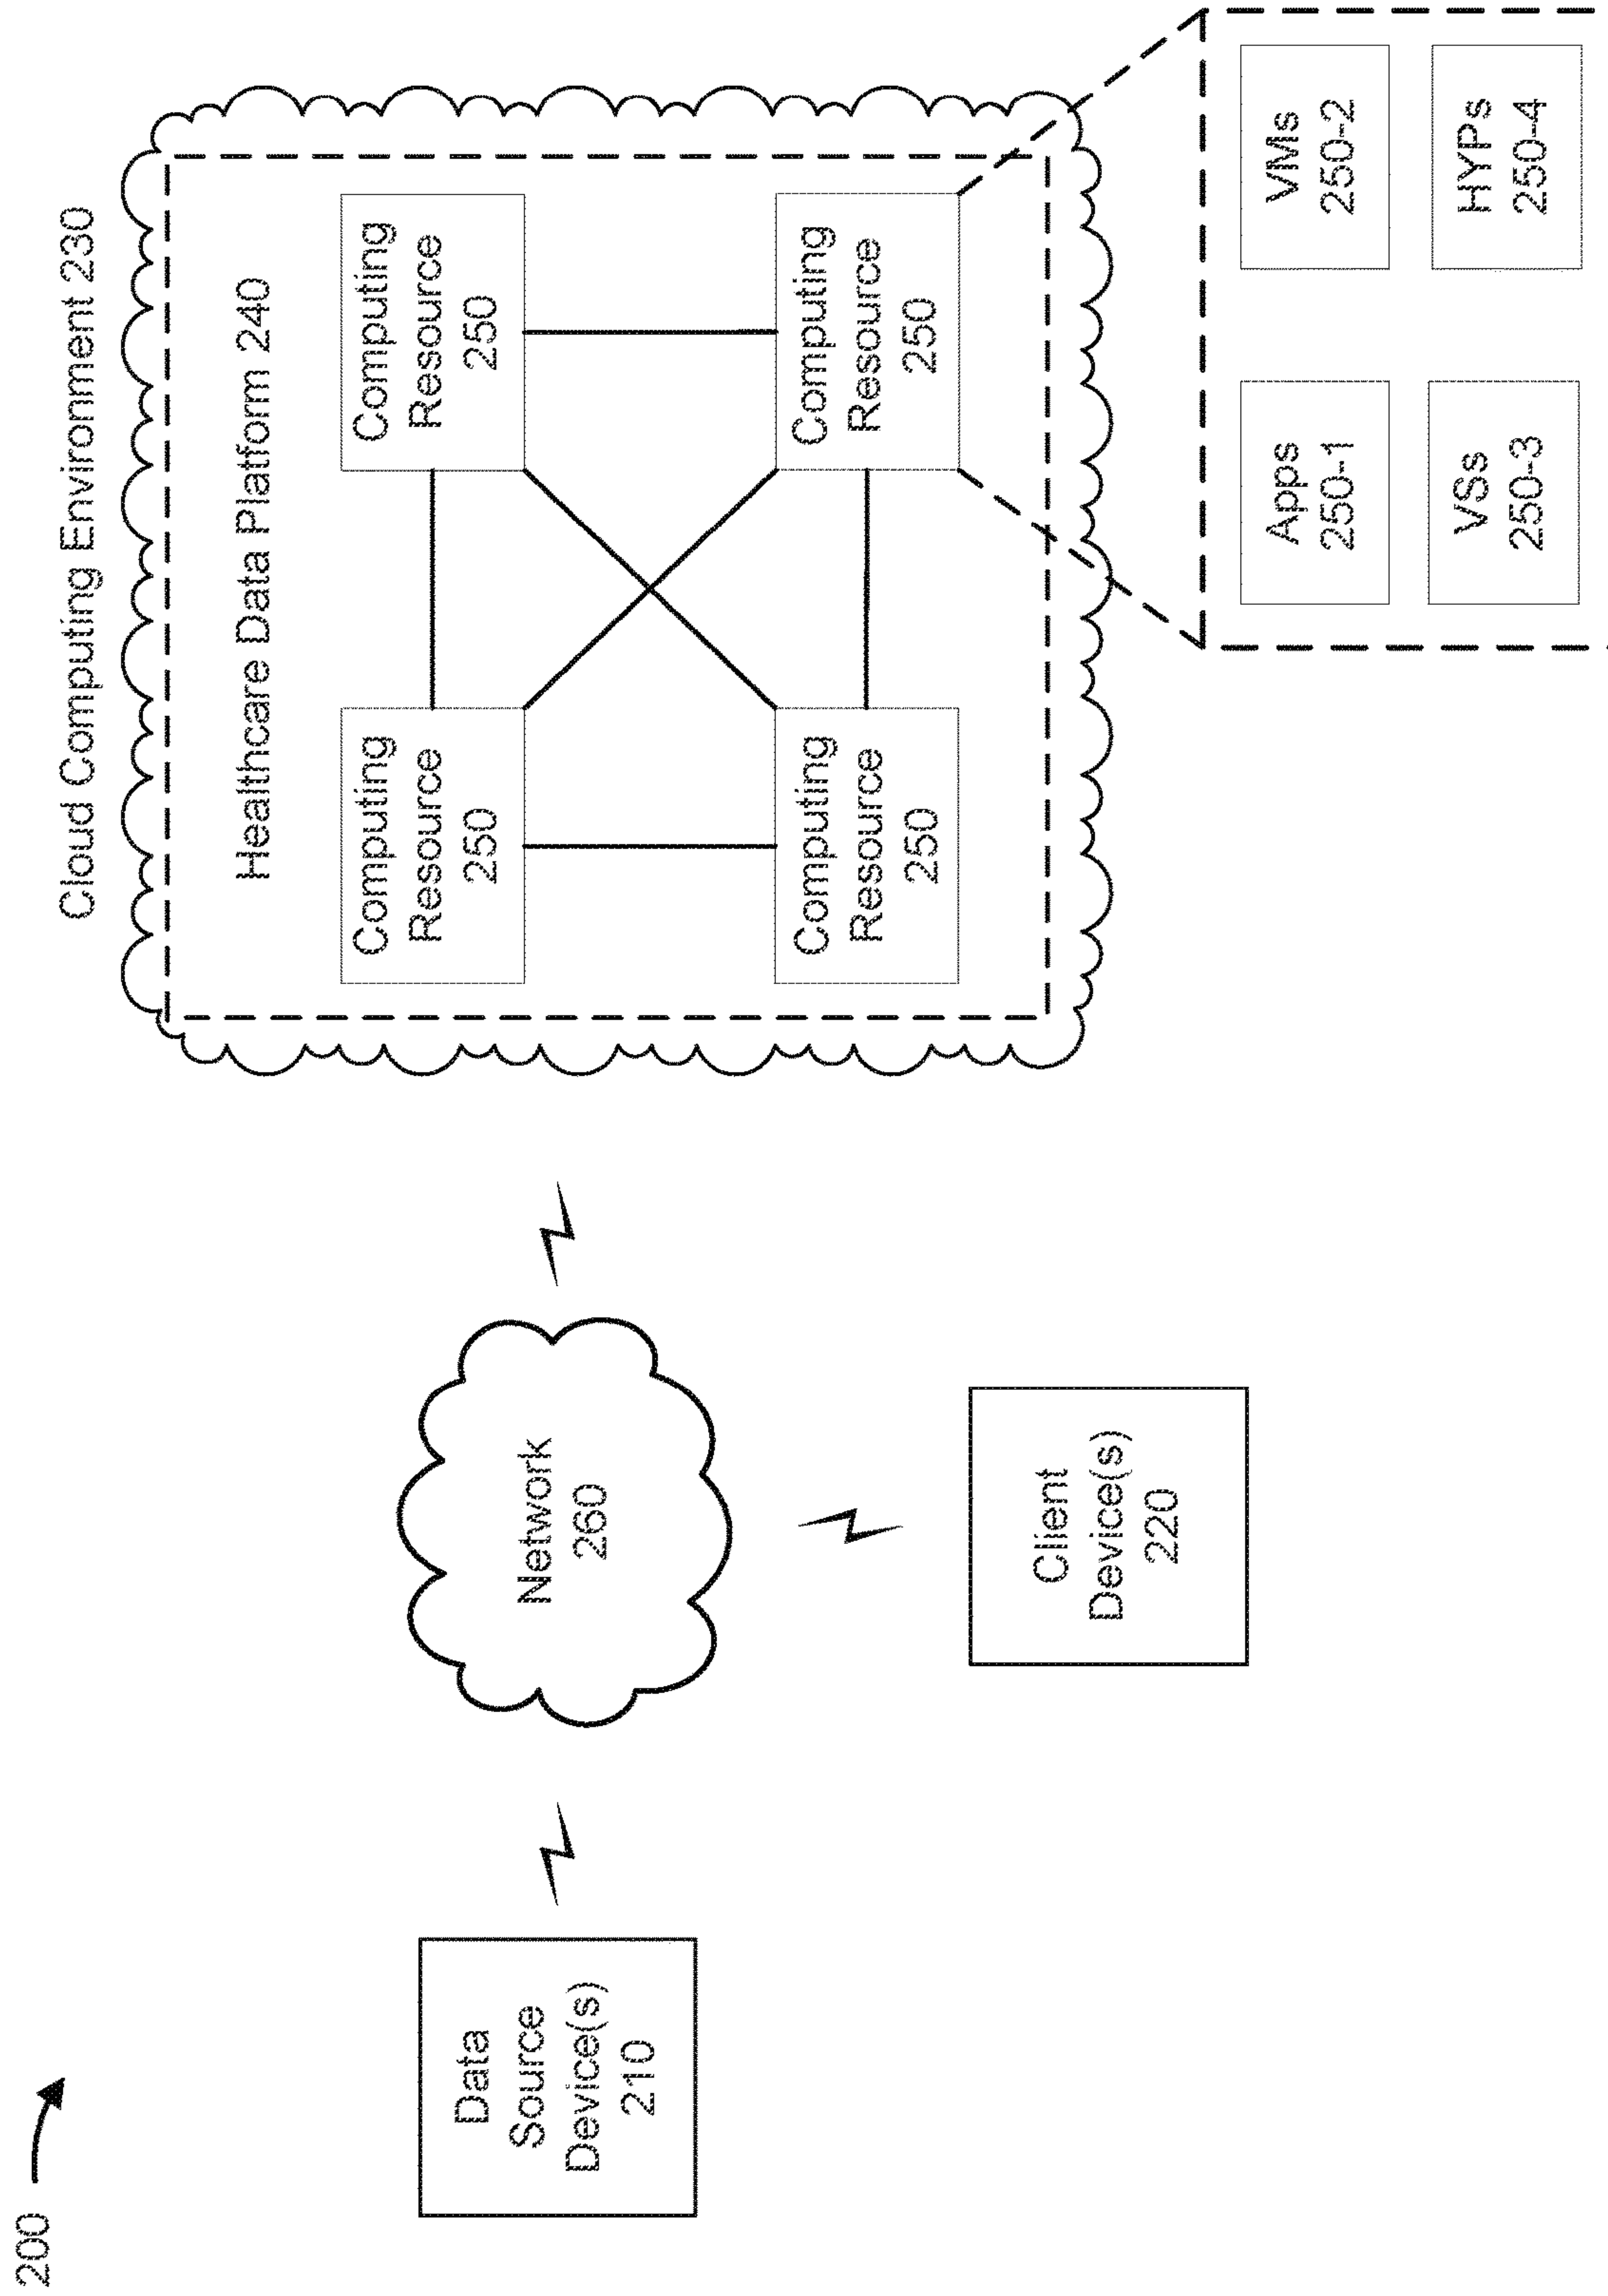 200
Cloud Computing Environment 230
Healthcare Data Platform 240
Computing
Resource
250
Computing
Resource
250
Computing
Resource
250
Computing
Resource
250
Data
Source
Device(s)
210
Network
260
Client
Device(s)
220
Apps
250-1
VMs
250-2
VSs
250-3
HYPs
250-4